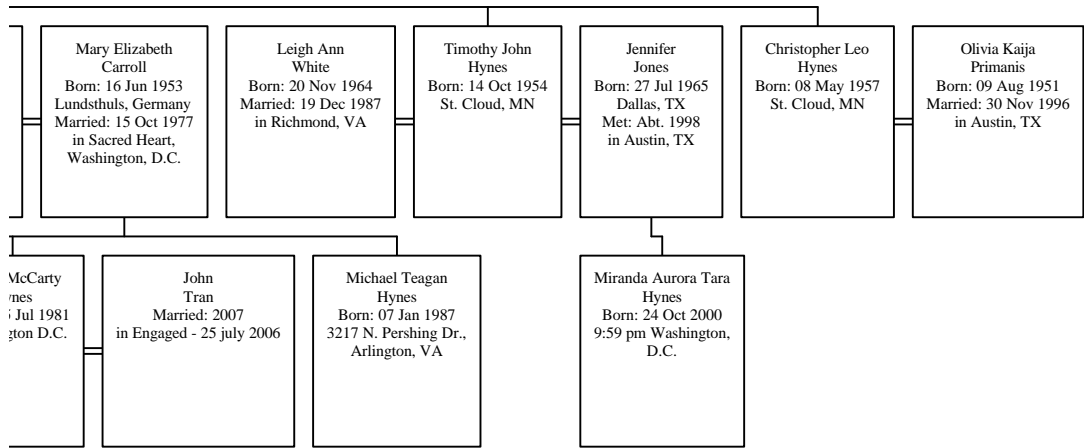 Mary Elizabeth
Carroll
Born: 16 Jun 1953
Lundsthuls, Germany
Married: 15 Oct 1977
in Sacred Heart,
Washington, D.C.
Leigh Ann
White
Born: 20 Nov 1964
Married: 19 Dec 1987
in Richmond, VA
Timothy John
Hynes
Born: 14 Oct 1954
St. Cloud, MN
Jennifer
Jones
Born: 27 Jul 1965
Dallas, TX
Met: Abt. 1998
in Austin, TX
Christopher Leo
Hynes
Born: 08 May 1957
St. Cloud, MN
Olivia Kaija
Primanis
Born: 09 Aug 1951
Married: 30 Nov 1996
in Austin, TX
McCarty
Jul 1981
D.C.
John
Tran
Married: 2007
in Engaged - 25 july 2006
Michael Teagan
Hynes
Born: 07 Jan 1987
3217 N. Pershing Dr.,
Arlington, VA
Miranda Aurora Tara
Hynes
Born: 24 Oct 2000
9:59 pm Washington,
D.C.